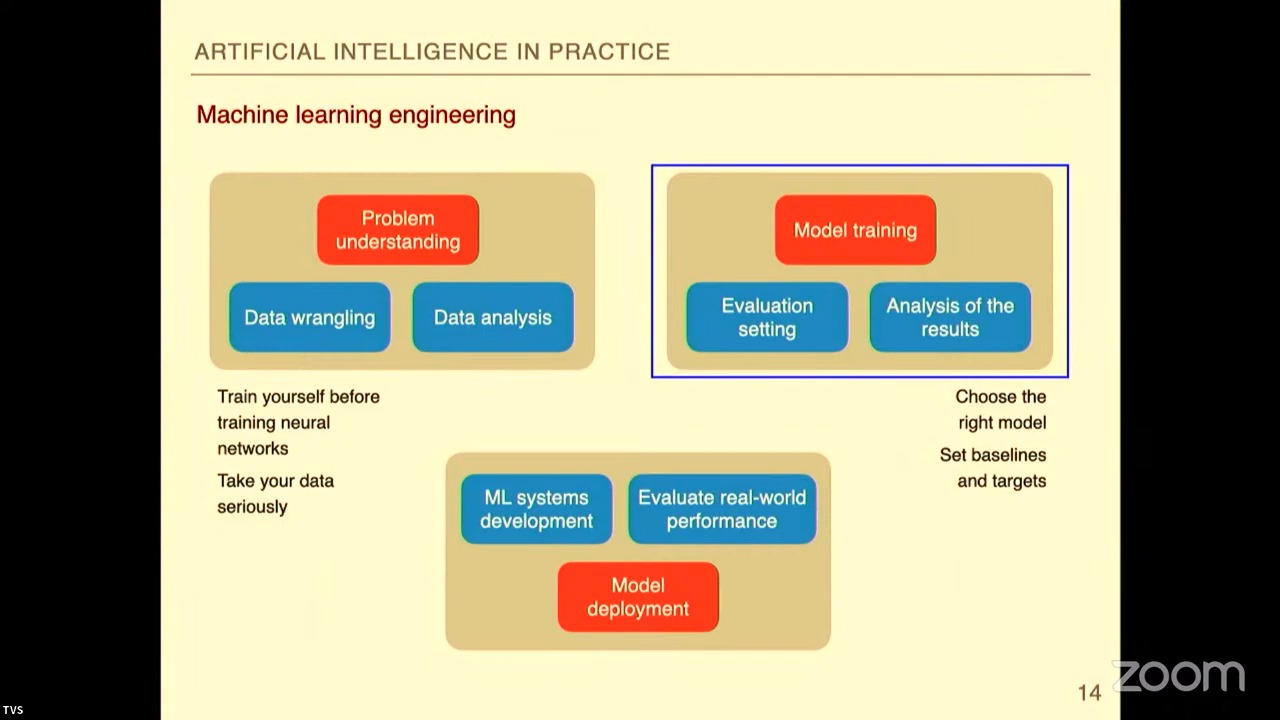 ARTIFICIAL INTELLIGENCE IN PRACTICE
Machine learning engineering
Problem
understanding
Data wrangling
Data analysis
Train yourself before
training neural
networks
Take your data
seriously
Model training
Evaluation
setting
Analysis of the
results
Choose the
right model
Set baselines
and targets
ML systems
development
Evaluate real-world
performance
Model
deployment
14
zoom
TVS